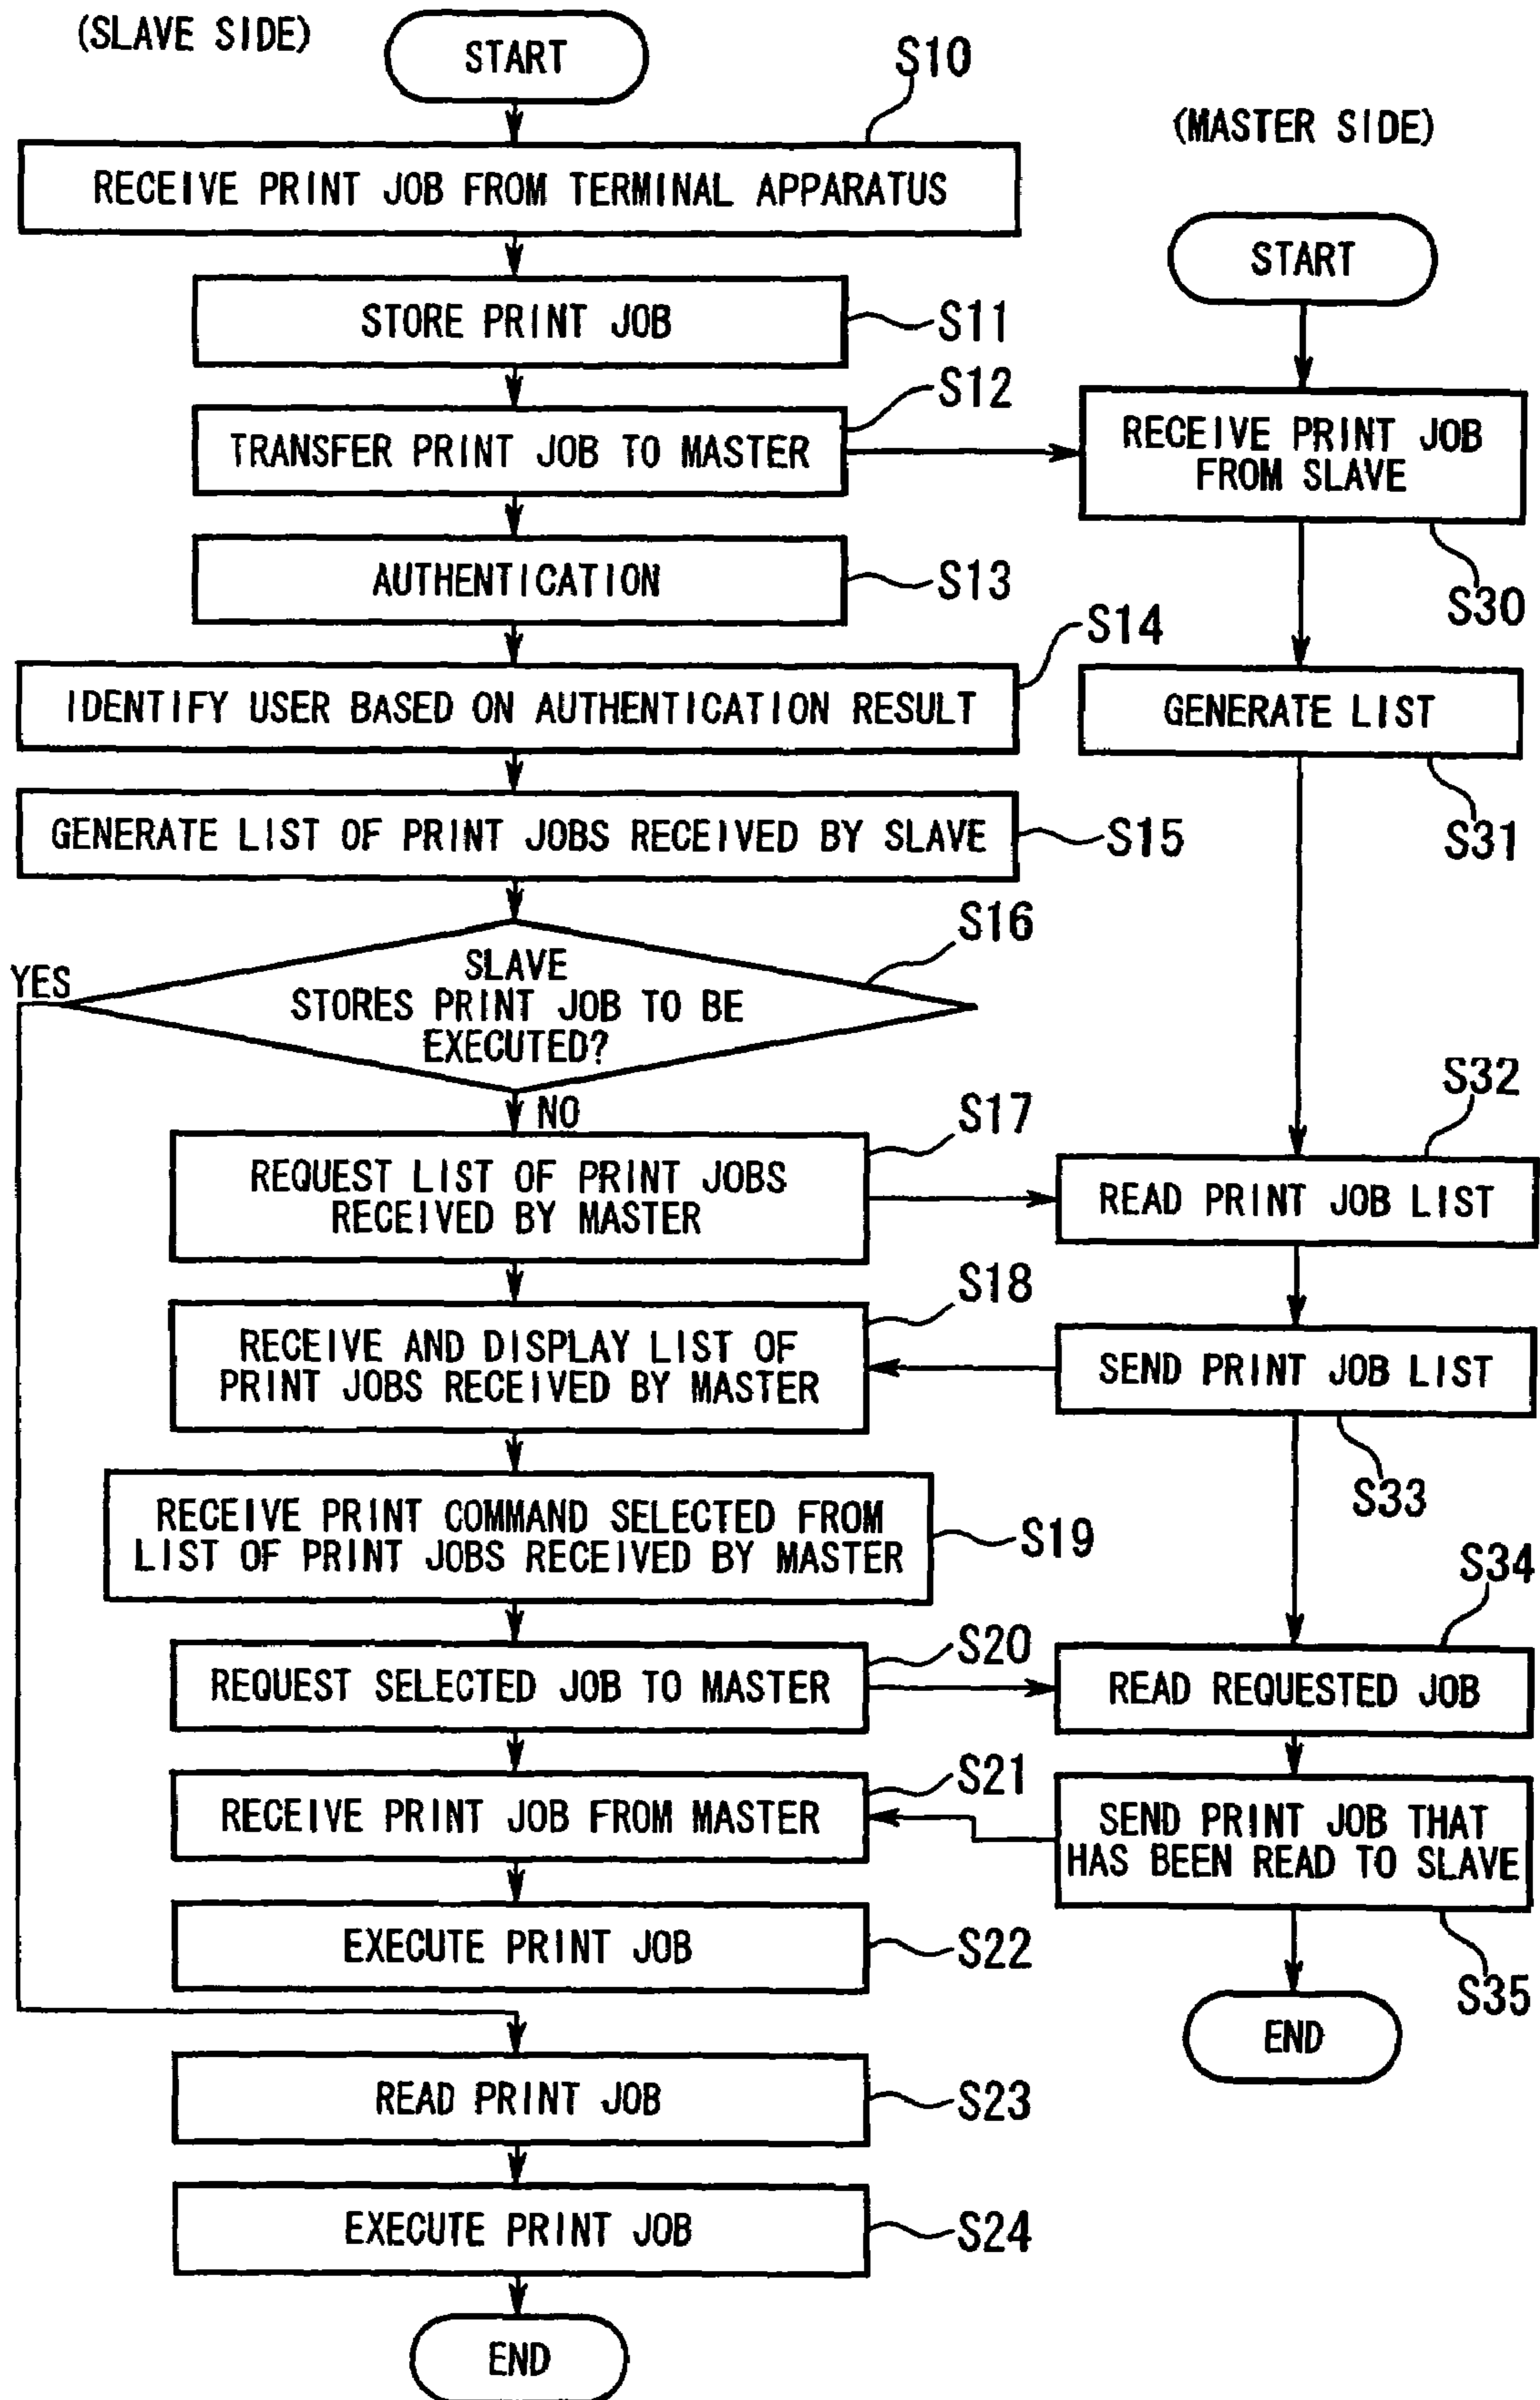 (SLAVE SIDE)
START
S10
RECEIVE PRINT JOB FROM TERMINAL APPARATUS
STORE PRINT JOB
S11
TRANSFER PRINT JOB TO MASTER
S12
AUTHENTICATION
S13
IDENTIFY USER BASED ON AUTHENTICATION RESULT
S14
GENERATE LIST OF PRINT JOBS RECEIVED BY SLAVE
S15
SLAVE
STORES PRINT JOB TO BE
EXECUTED?
S16
YES
NO
REQUEST LIST OF PRINT JOBS
RECEIVED BY MASTER
S17
RECEIVE AND DISPLAY LIST OF
PRINT JOBS RECEIVED BY MASTER
S18
RECEIVE PRINT COMMAND SELECTED FROM
LIST OF PRINT JOBS RECEIVED BY MASTER
S19
REQUEST SELECTED JOB TO MASTER
S20
RECEIVE PRINT JOB FROM MASTER
S21
EXECUTE PRINT JOB
S22
READ PRINT JOB
S23
EXECUTE PRINT JOB
S24
END
(MASTER SIDE)
START
RECEIVE PRINT JOB
FROM SLAVE
S30
GENERATE LIST
S31
S32
READ PRINT JOB LIST
SEND PRINT JOB LIST
S33
S34
READ REQUESTED JOB
SEND PRINT JOB THAT
HAS BEEN READ TO SLAVE
S35
END